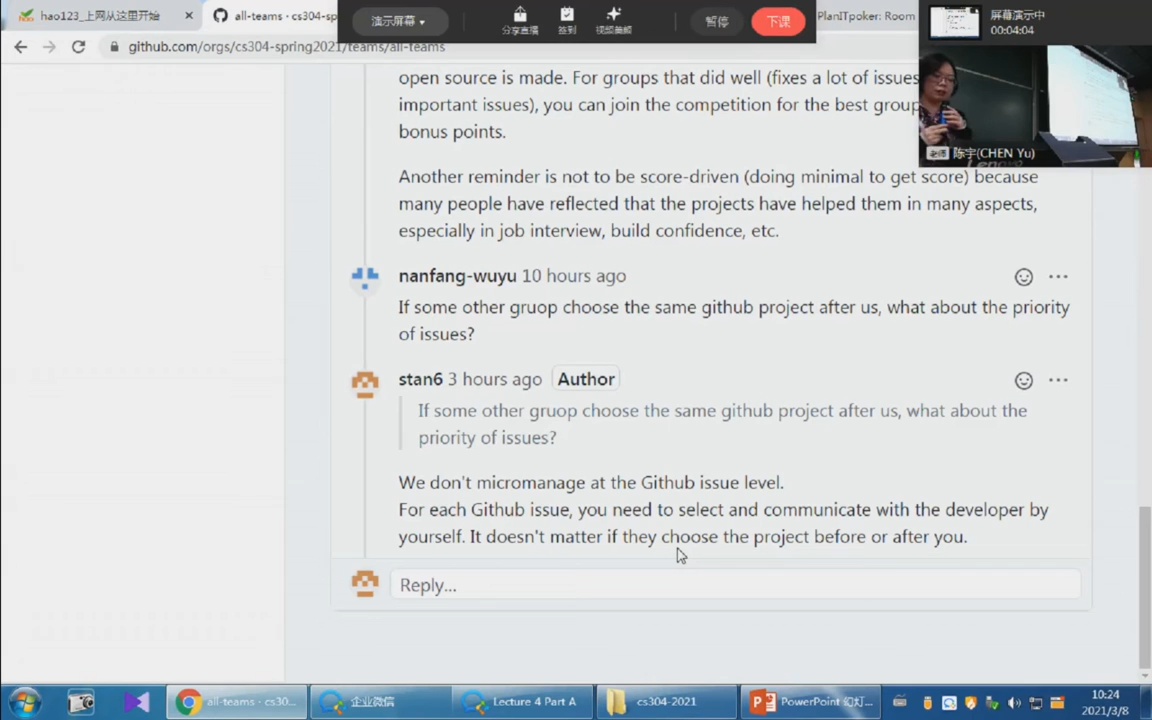 hao123_上网从这里开始
all-teams · cs304-sp
演示屏幕
分享直播
签到
视频美颜
暂停
下课
PlanITpoker: Room
屏幕演示中
00:04:04
github.com/orgs/cs304-spring2021/teams/all-teams
open source is made. For groups that did well (fixes a lot of issues
important issues), you can join the competition for the best group
bonus points.
老师 陈宇(CHEN Yu)
Lenovo
Another reminder is not to be score-driven (doing minimal to get score) because
many people have reflected that the projects have helped them in many aspects,
especially in job interview, build confidence, etc.
nanfang-wuyu 10 hours ago
If some other gruop choose the same github project after us, what about the priority
of issues?
stan6 3 hours ago Author
If some other gruop choose the same github project after us, what about the
priority of issues?
We don't micromanage at the Github issue level.
For each Github issue, you need to select and communicate with the developer by
yourself. It doesn't matter if they choose the project before or after you.
Reply...
all-teams · cs30...
企业微信
Lecture 4 Part A
cs304-2021
PowerPoint 幻灯...
10:24
2021/3/8